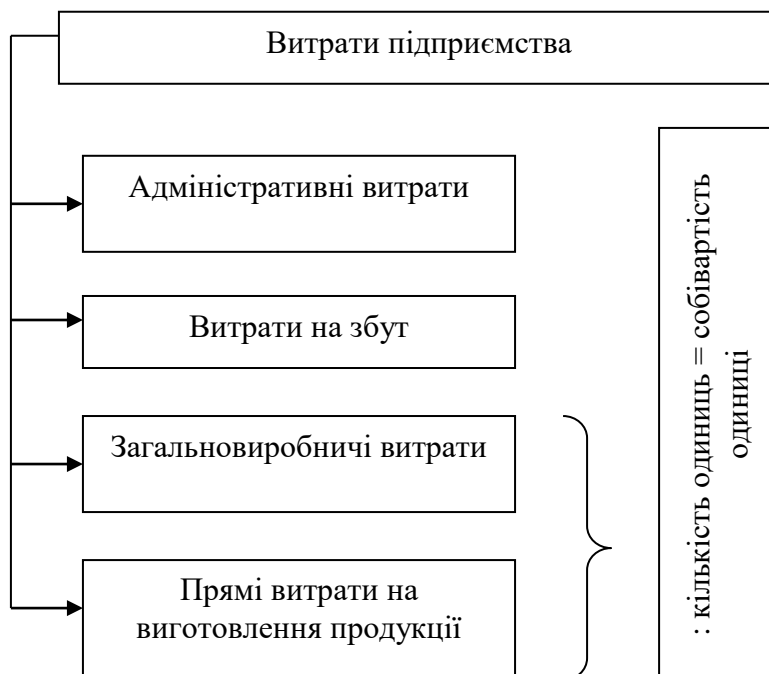 Витрати підприємства
Адміністративні витрати
Витрати на збут
Загальновиробничі витрати
Прямі витрати на
виготовлення продукції
: кількість одиниць = собівартість
одиниці